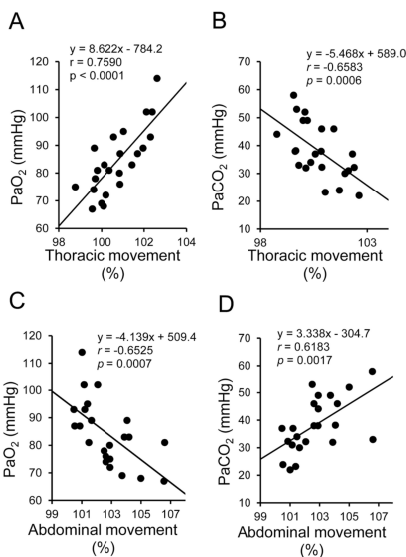 A
y = 8.622x - 784.2
r = 0.7590
p < 0.0001
PaO2 (mmHg)
120
110
100
90
80
70
60
98 100 102 104
Thoracic movement
(%)
B
y = -5.468x + 589.0
r = -0.6583
p = 0.0006
PaCO2 (mmHg)
70
60
50
40
30
20
10
98 103
Thoracic movement
(%)
C
y = -4.139x + 509.4
r = -0.6525
p = 0.0007
PaO2 (mmHg)
120
110
100
90
80
70
60
99 101 103 105 107
Abdominal movement
(%)
D
y = 3.338x - 304.7
r = 0.6183
p = 0.0017
PaCO2 (mmHg)
70
60
50
40
30
20
10
99 101 103 105 107
Abdominal movement
(%)